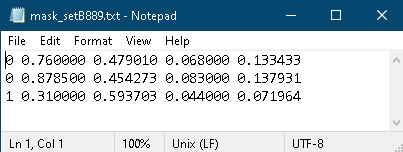 mask_setB889.txt - Notepad
File Edit Format View Help
0 0.760000 0.479010 0.068000 0.133433
0 0.878500 0.454273 0.083000 0.137931
1 0.310000 0.593703 0.044000 0.071964
Ln 1, Col 1 100% Unix (LF) UTF-8